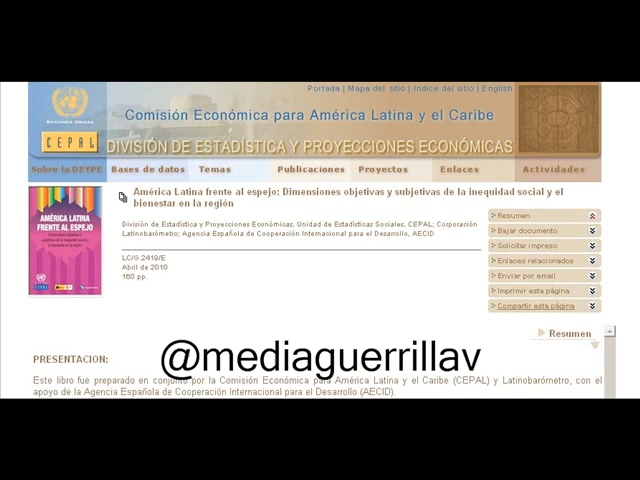 Portada | Mapa del sitio | Indice del sitio | English
NACIONES UNIDAS
Comisión Económica para América Latina y el Caribe
CEPAL
DIVISIÓN DE ESTADÍSTICA Y PROYECCIONES ECONÓMICAS
Sobre la DEYPE Bases de datos Temas Publicaciones Proyectos Enlaces Actividades
América Latina frente al espejo: Dimensiones objetivas y subjetivas de la inequidad social y el
bienestar en la región
AMÉRICA LATINA
FRENTE AL ESPEJO
División de Estadística y Proyecciones Económicas, Unidad de Estadísticas Sociales, CEPAL; Corporación
Latinobarómetro; Agencia Española de Cooperación Internacional para el Desarrollo, AECID
LC/G.2419/E
Abril de 2010
160 pp.
Resumen
Bajar documento
Solicitar impreso
Enlaces relacionados
Enviar por email
Imprimir esta página
Compartir esta página
Resumen
PRESENTACION:
@mediaguerrillav
Este libro fue preparado en conjunto por la Comisión Económica para América Latina y el Caribe (CEPAL) y Latinobarómetro, con el
apoyo de la Agencia Española de Cooperación Internacional para el Desarrollo (AECID).